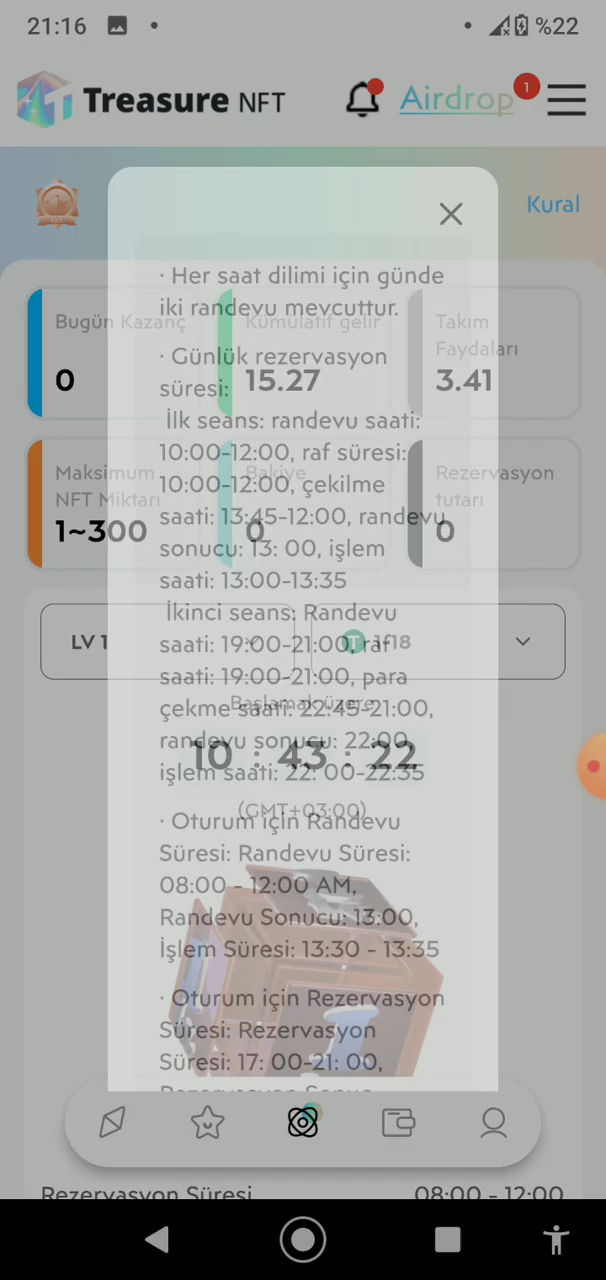 21:16
%22
Treasure NFT
Airdrop
1
Kural
· Her saat dilimi için günde
iki randevu mevcuttur.
· Günlük rezervasyon
süresi:
İlk seans: randevu saati:
10:00-12:00, raf süresi:
10:00-12:00, çekilme
saati: 13:45-12:00, randevu
sonucu: 13: 00, işlem
saati: 13:00-13:35
İkinci seans: Randevu
saati: 19:00-21:00, raf
saati: 19:00-21:00, para
çekme saati: 22:45-21:00,
randevu sonucu: 22:00,
işlem saati: 22: 00-22:35
· Oturum için Randevu
Süresi: Randevu Süresi:
08:00 - 12:00 AM,
Randevu Sonucu: 13:00,
İşlem Süresi: 13:30 - 13:35
· Oturum için Rezervasyon
Süresi: Rezervasyon
Süresi: 17: 00-21: 00,
Rezervasyon Sonuç
Bugün Kazanç
0
Kümülatif gelir
15.27
Takım
Faydaları
3.41
Maksimum
NFT Miktarı
1~300
Bakiye
0
Rezervasyon
tutarı
0
LV 1
18
Başlamak üzere
10 : 43 : 22
(GMT+03:00)
Rezervasyon Süresi
08:00 - 12:00